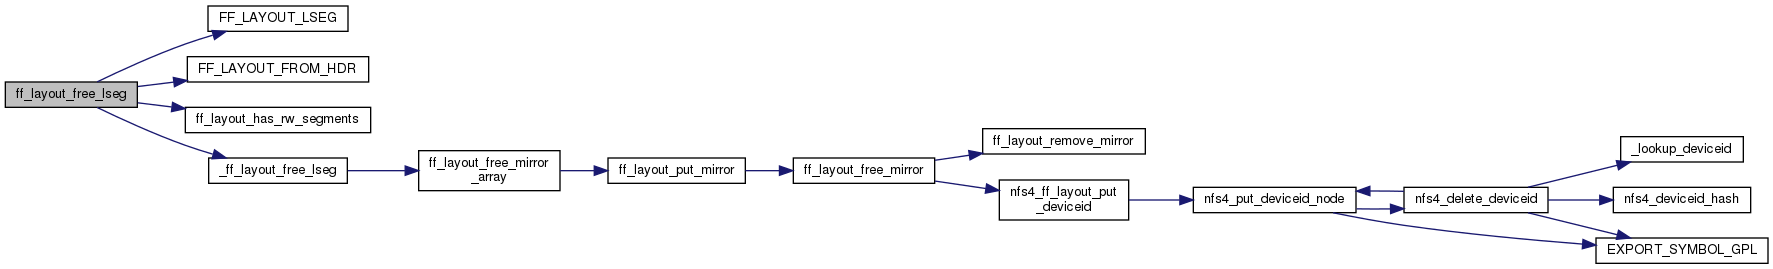 FF_LAYOUT_LSEG
FF_LAYOUT_FROM_HDR
ff_layout_free_lseg
ff_layout_has_rw_segments
_ff_layout_free_lseg
ff_layout_free_mirror
_array
ff_layout_put_mirror
ff_layout_free_mirror
ff_layout_remove_mirror
nfs4_ff_layout_put
_deviceid
nfs4_put_deviceid_node
nfs4_delete_deviceid
_lookup_deviceid
nfs4_deviceid_hash
EXPORT_SYMBOL_GPL